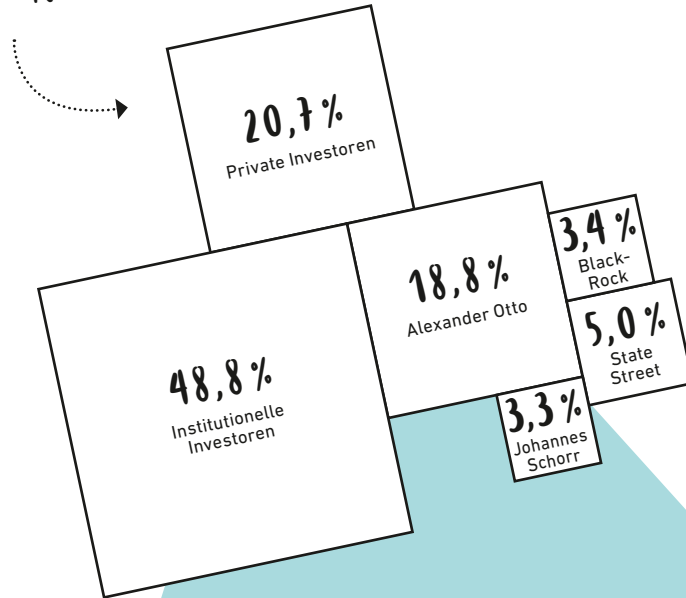 20,7 %
Private Investoren
48,8 %
Institutionelle
Investoren
18,8 %
Alexander Otto
3,4 %
Black-
Rock
5,0 %
State
Street
3,3 %
Johannes
Schorr